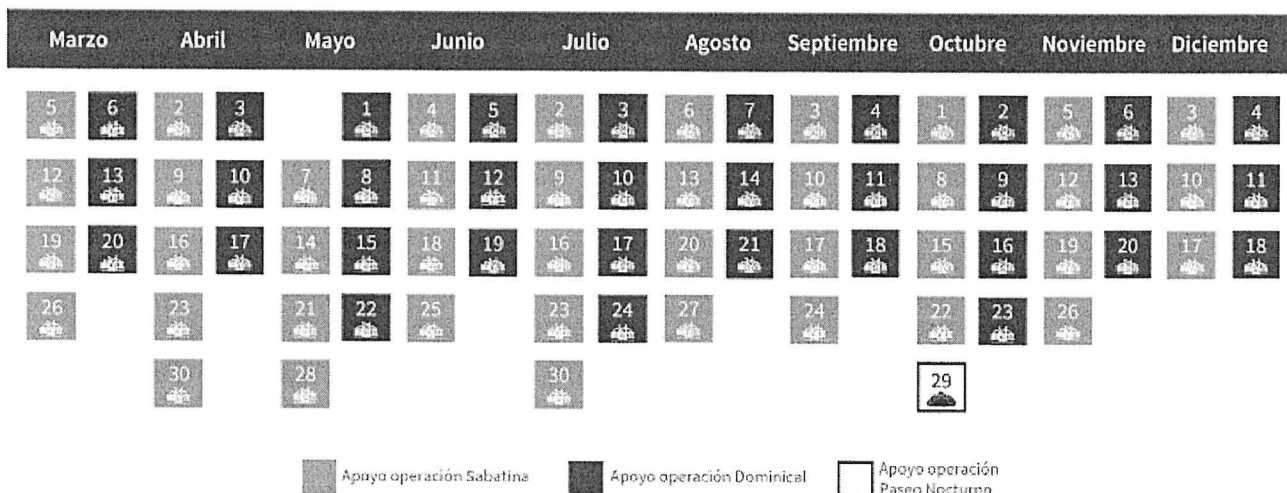 Marzo Abril Mayo Junio Julio Agosto Septiembre Octubre Noviembre Diciembre
5 6 2 3 1 4 5 2 3 6 7 3 4 1 2 5 6 3 4
12 13 9 10 7 8 11 12 9 10 13 14 10 11 8 9 12 13 10 11
19 20 16 17 14 15 18 19 16 17 20 21 17 18 15 16 19 20 17 18
26 23 21 22 25 23 24 27 24 22 23 26
30 28 30 29
Apoyo operación Sabatina Apoyo operación Dominical Apoyo operación
Paseo Nocturno